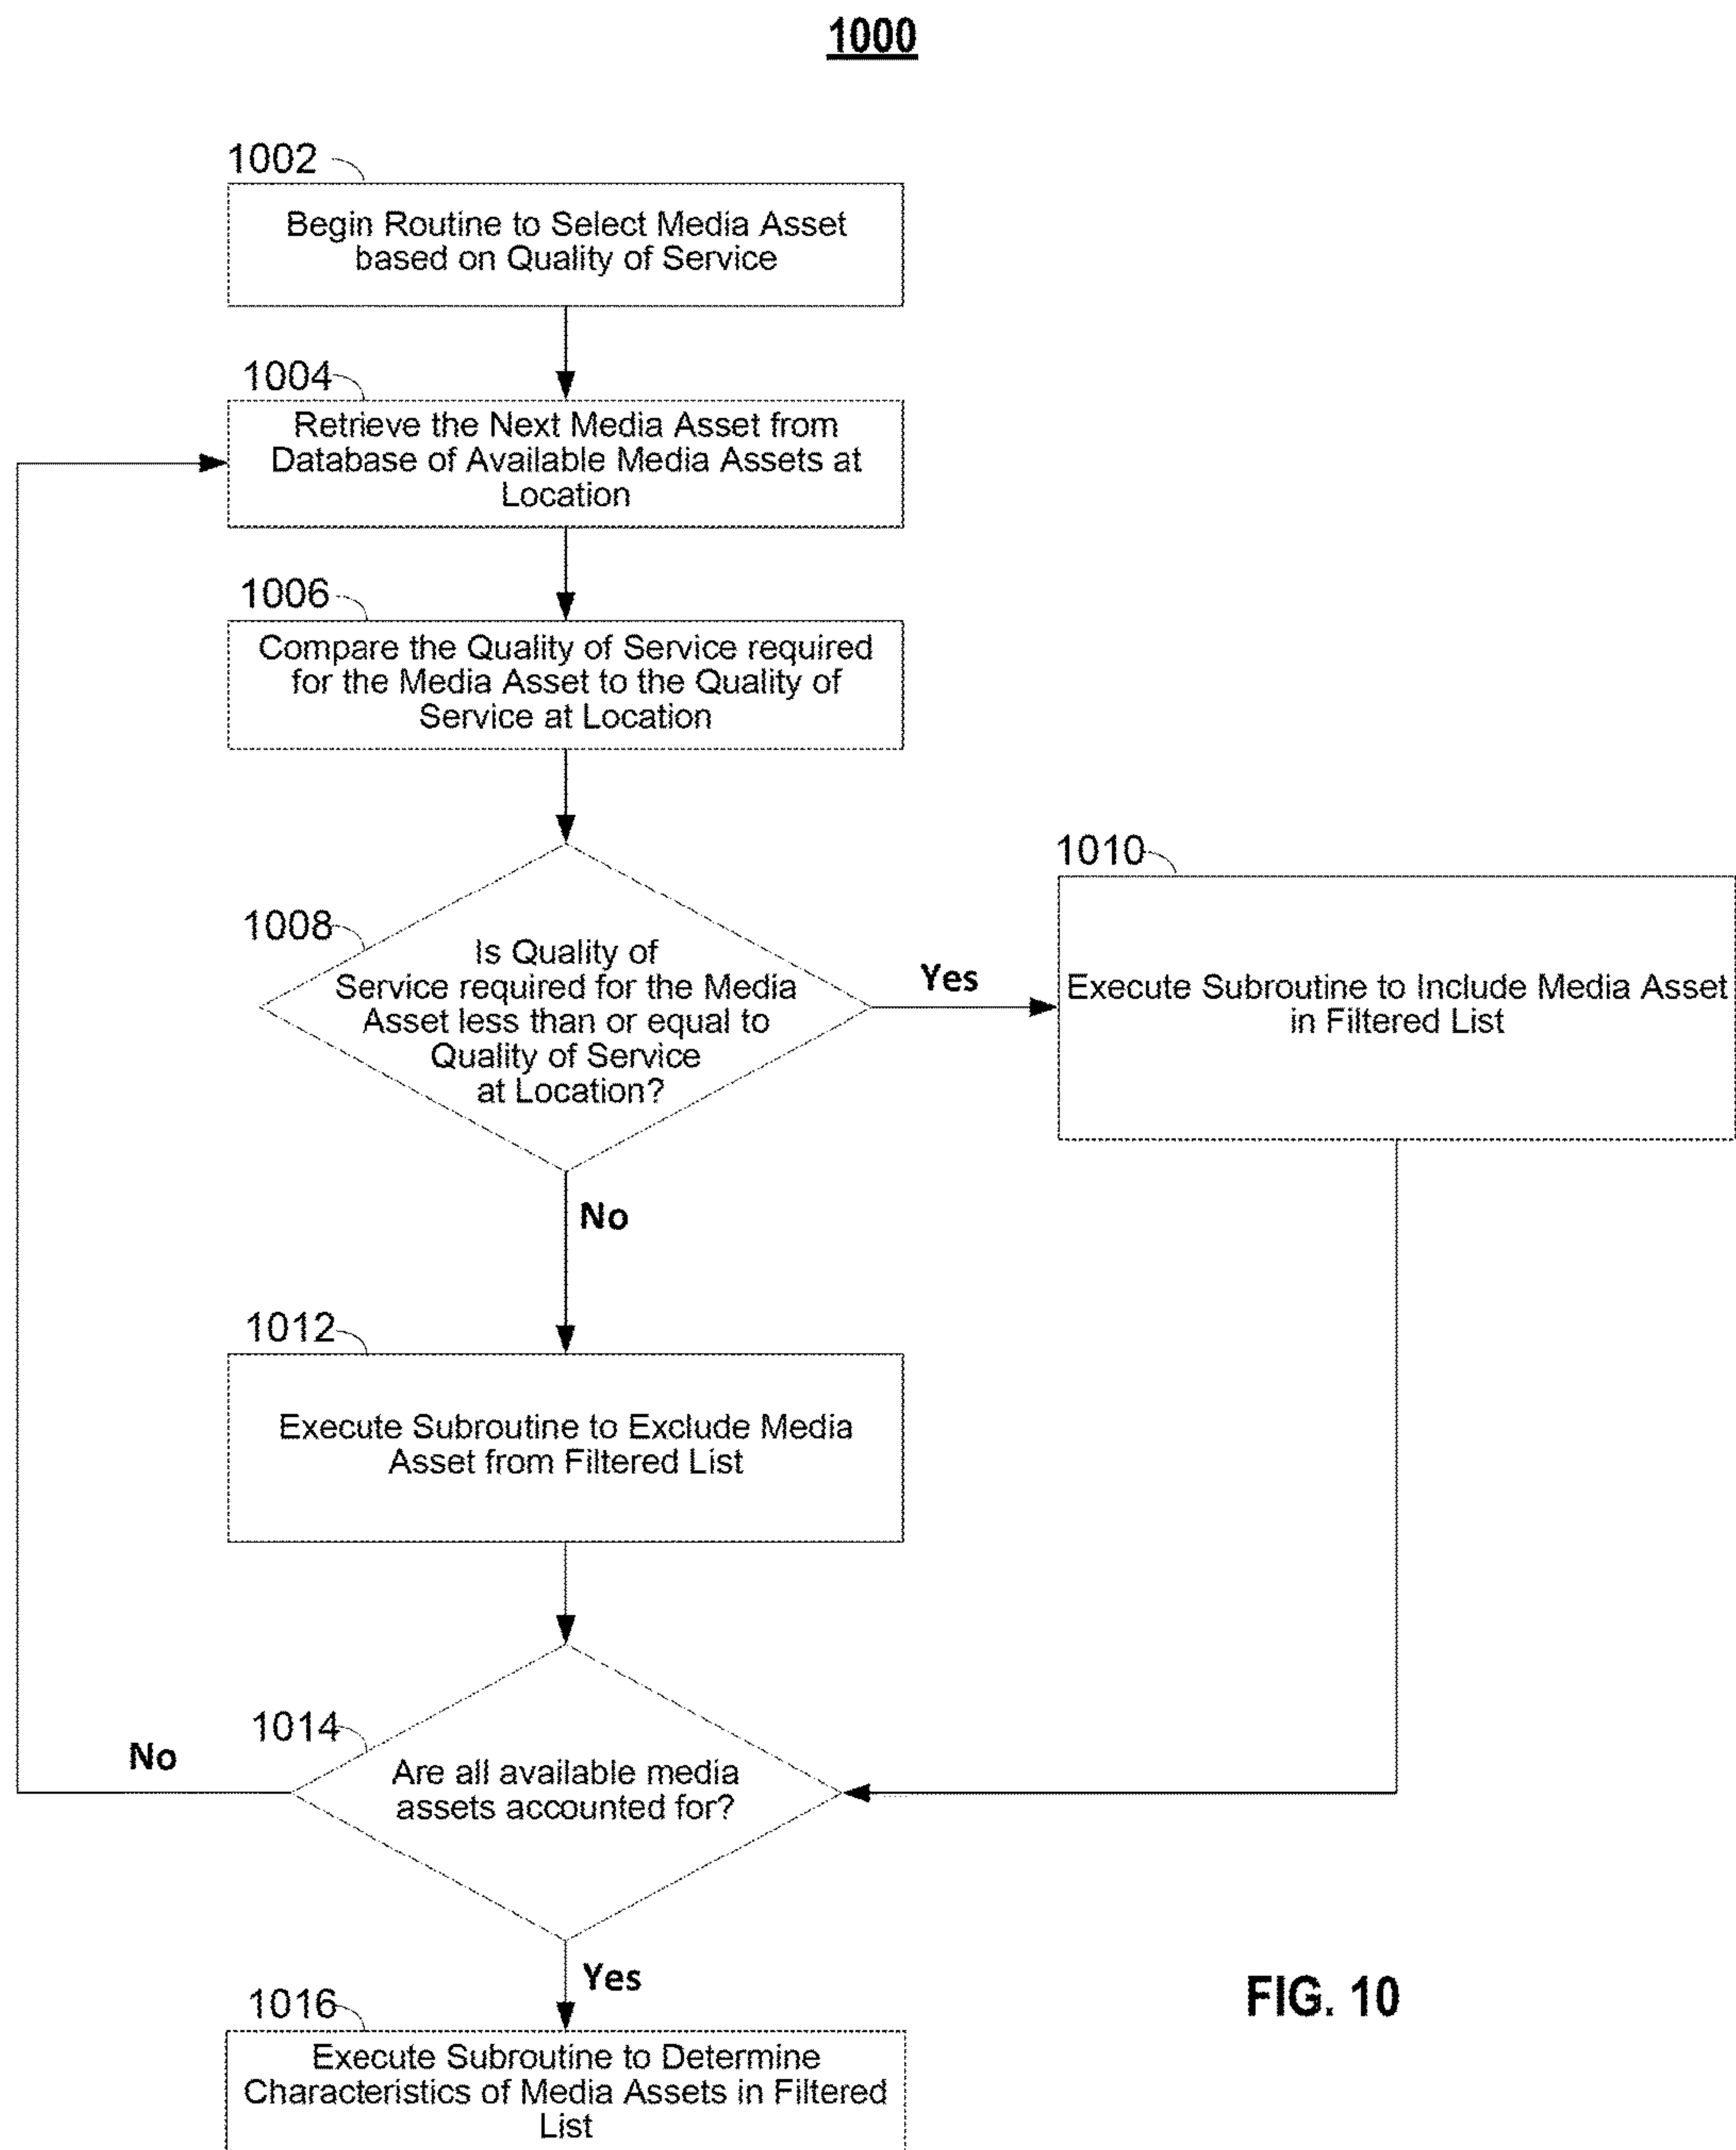 1000
1002
Begin Routine to Select Media Asset
based on Quality of Service
1004
Retrieve the Next Media Asset from
Database of Available Media Assets at
Location
1006
Compare the Quality of Service required
for the Media Asset to the Quality of
Service at Location
1008
Is Quality of
Service required for the Media
Asset less than or equal to
Quality of Service
at Location?
Yes
1010
Execute Subroutine to Include Media Asset
in Filtered List
No
1012
Execute Subroutine to Exclude Media
Asset from Filtered List
1014
Are all available media
assets accounted for?
No
Yes
1016
Execute Subroutine to Determine
Characteristics of Media Assets in Filtered
List
FIG. 10